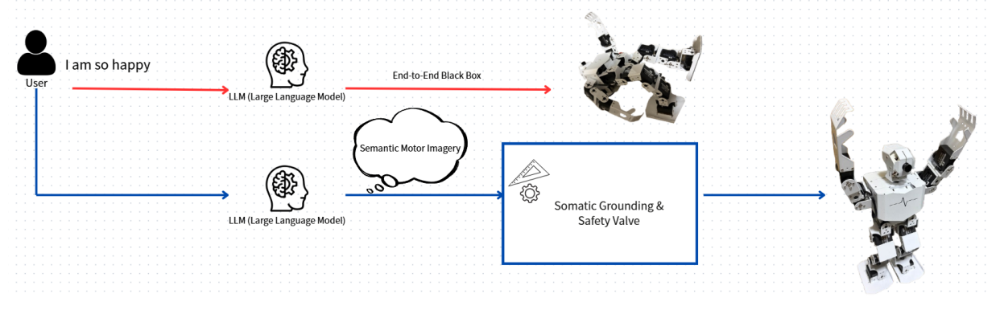 I am so happy
User
End-to-End Black Box
LLM (Large Language Model)
Semantic Motor Imagery
LLM (Large Language Model)
Somatic Grounding &
Safety Valve